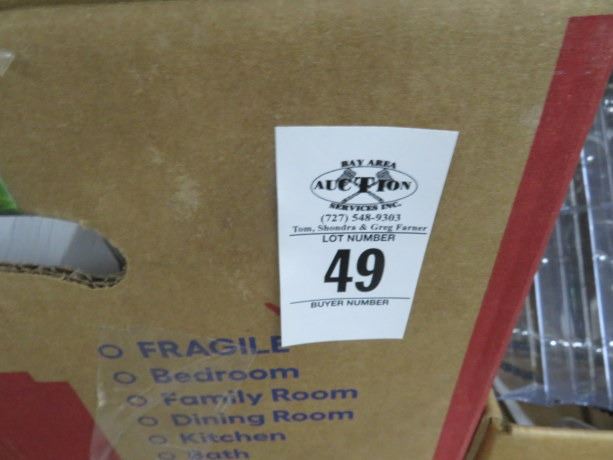 BAY AREA
AUCTION
SERVICES INC.
(727) 548-9303
Tom, Shondra & Greg Farner
LOT NUMBER
49
BUYER NUMBER
FRAGILE
Bedroom
Family Room
Dining Room
Kitchen
Bath